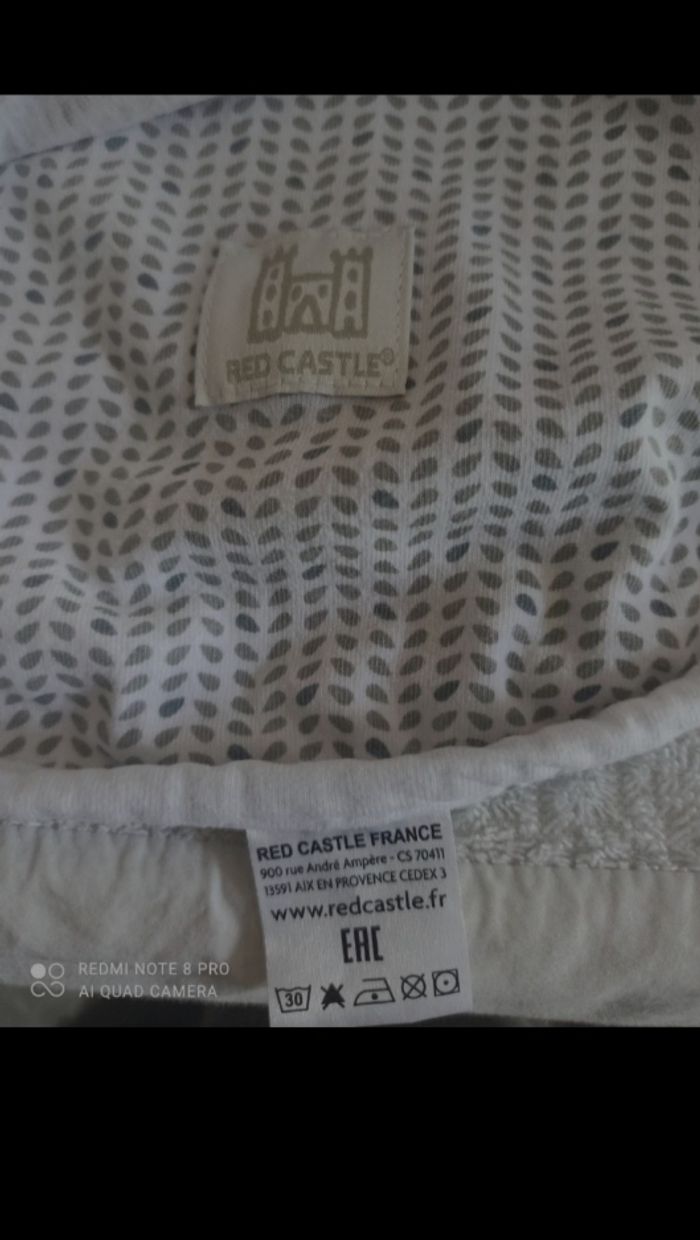 RED CASTLE®
RED CASTLE FRANCE
900 rue André Ampère - CS 70411
13591 AIX EN PROVENCE CEDEX 3
www.redcastle.fr
EAC
30
REDMI NOTE 8 PRO
AI QUAD CAMERA